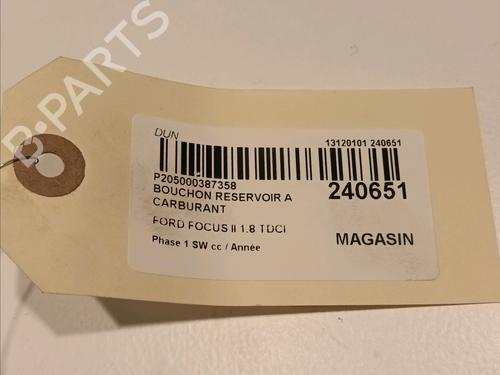 B-PARTS
DUN
13120101 240651
P205000387358
BOUCHON RESERVOIR A
CARBURANT
240651
FORD FOCUS II 1.8 TDCI
MAGASIN
Phase 1 SW cc / Année